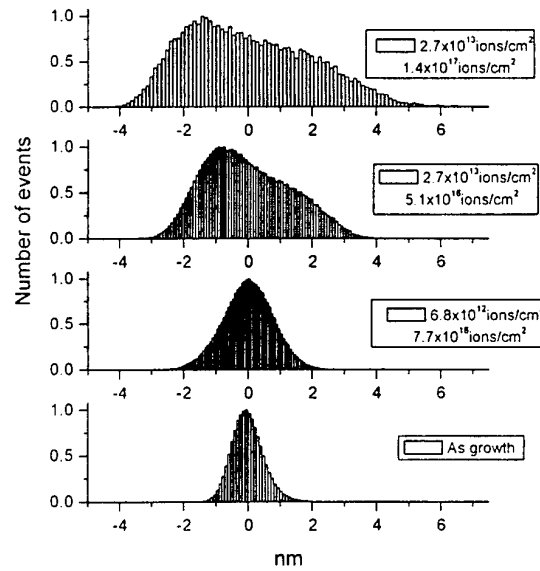 1.0
0.5
0.0
-4 -2 0 2 4 6
2.7x10¹³ions/cm²
1.4x10¹⁷ions/cm²
1.0
0.5
0.0
-4 -2 0 2 4 6
2.7x10¹³ions/cm²
5.1x10¹⁶ions/cm²
Number of events
1.0
0.5
0.0
-4 -2 0 2 4 6
6.8x10¹²ions/cm²
7.7x10¹⁶ions/cm²
1.0
0.5
0.0
-4 -2 0 2 4 6
As growth
nm